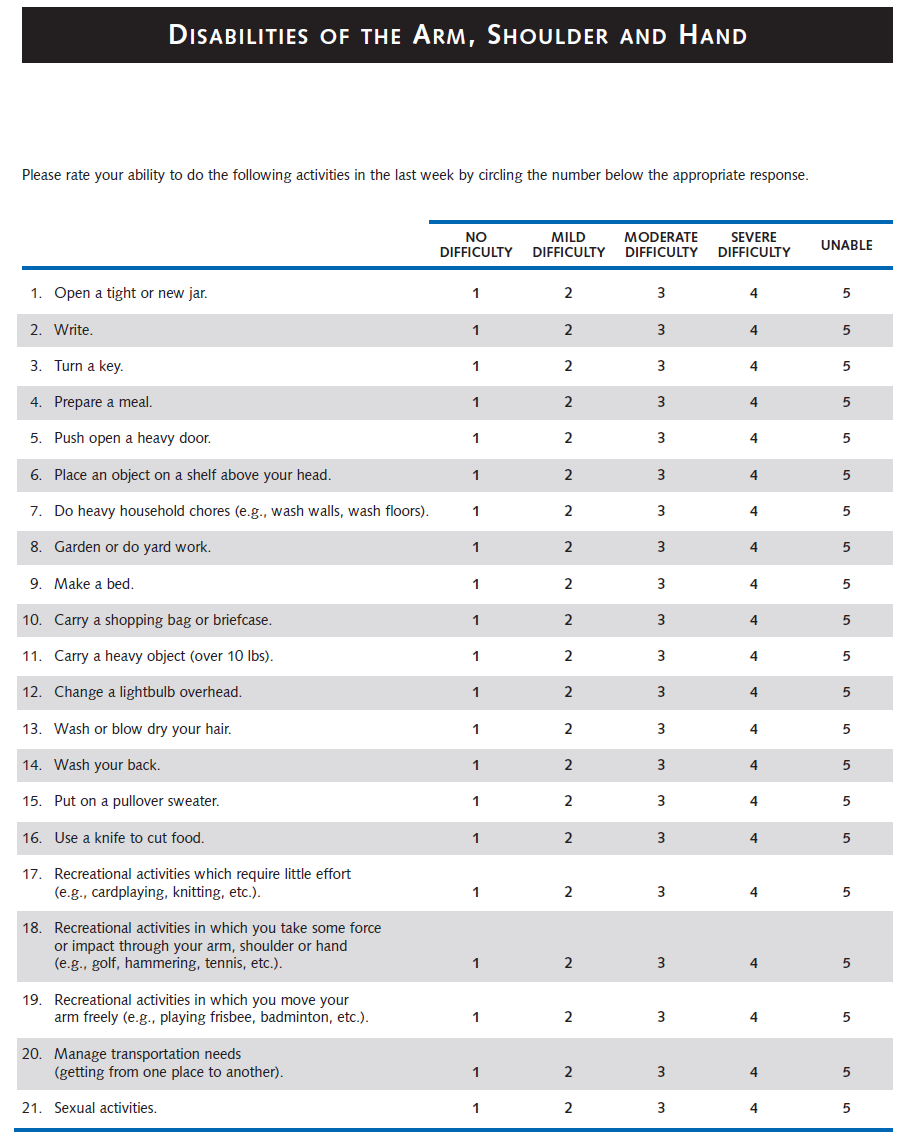 DISABILITIES OF THE ARM, SHOULDER AND HAND
Please rate your ability to do the following activities in the last week by circling the number below the appropriate response.
NO DIFFICULTY MILD DIFFICULTY MODERATE DIFFICULTY SEVERE DIFFICULTY UNABLE
1. Open a tight or new jar. 1 2 3 4 5
2. Write. 1 2 3 4 5
3. Turn a key. 1 2 3 4 5
4. Prepare a meal. 1 2 3 4 5
5. Push open a heavy door. 1 2 3 4 5
6. Place an object on a shelf above your head. 1 2 3 4 5
7. Do heavy household chores (e.g., wash walls, wash floors). 1 2 3 4 5
8. Garden or do yard work. 1 2 3 4 5
9. Make a bed. 1 2 3 4 5
10. Carry a shopping bag or briefcase. 1 2 3 4 5
11. Carry a heavy object (over 10 lbs). 1 2 3 4 5
12. Change a lightbulb overhead. 1 2 3 4 5
13. Wash or blow dry your hair. 1 2 3 4 5
14. Wash your back. 1 2 3 4 5
15. Put on a pullover sweater. 1 2 3 4 5
16. Use a knife to cut food. 1 2 3 4 5
17. Recreational activities which require little effort
(e.g., cardplaying, knitting, etc.). 1 2 3 4 5
18. Recreational activities in which you take some force
or impact through your arm, shoulder or hand
(e.g., golf, hammering, tennis, etc.). 1 2 3 4 5
19. Recreational activities in which you move your
arm freely (e.g., playing frisbee, badminton, etc.). 1 2 3 4 5
20. Manage transportation needs
(getting from one place to another). 1 2 3 4 5
21. Sexual activities. 1 2 3 4 5